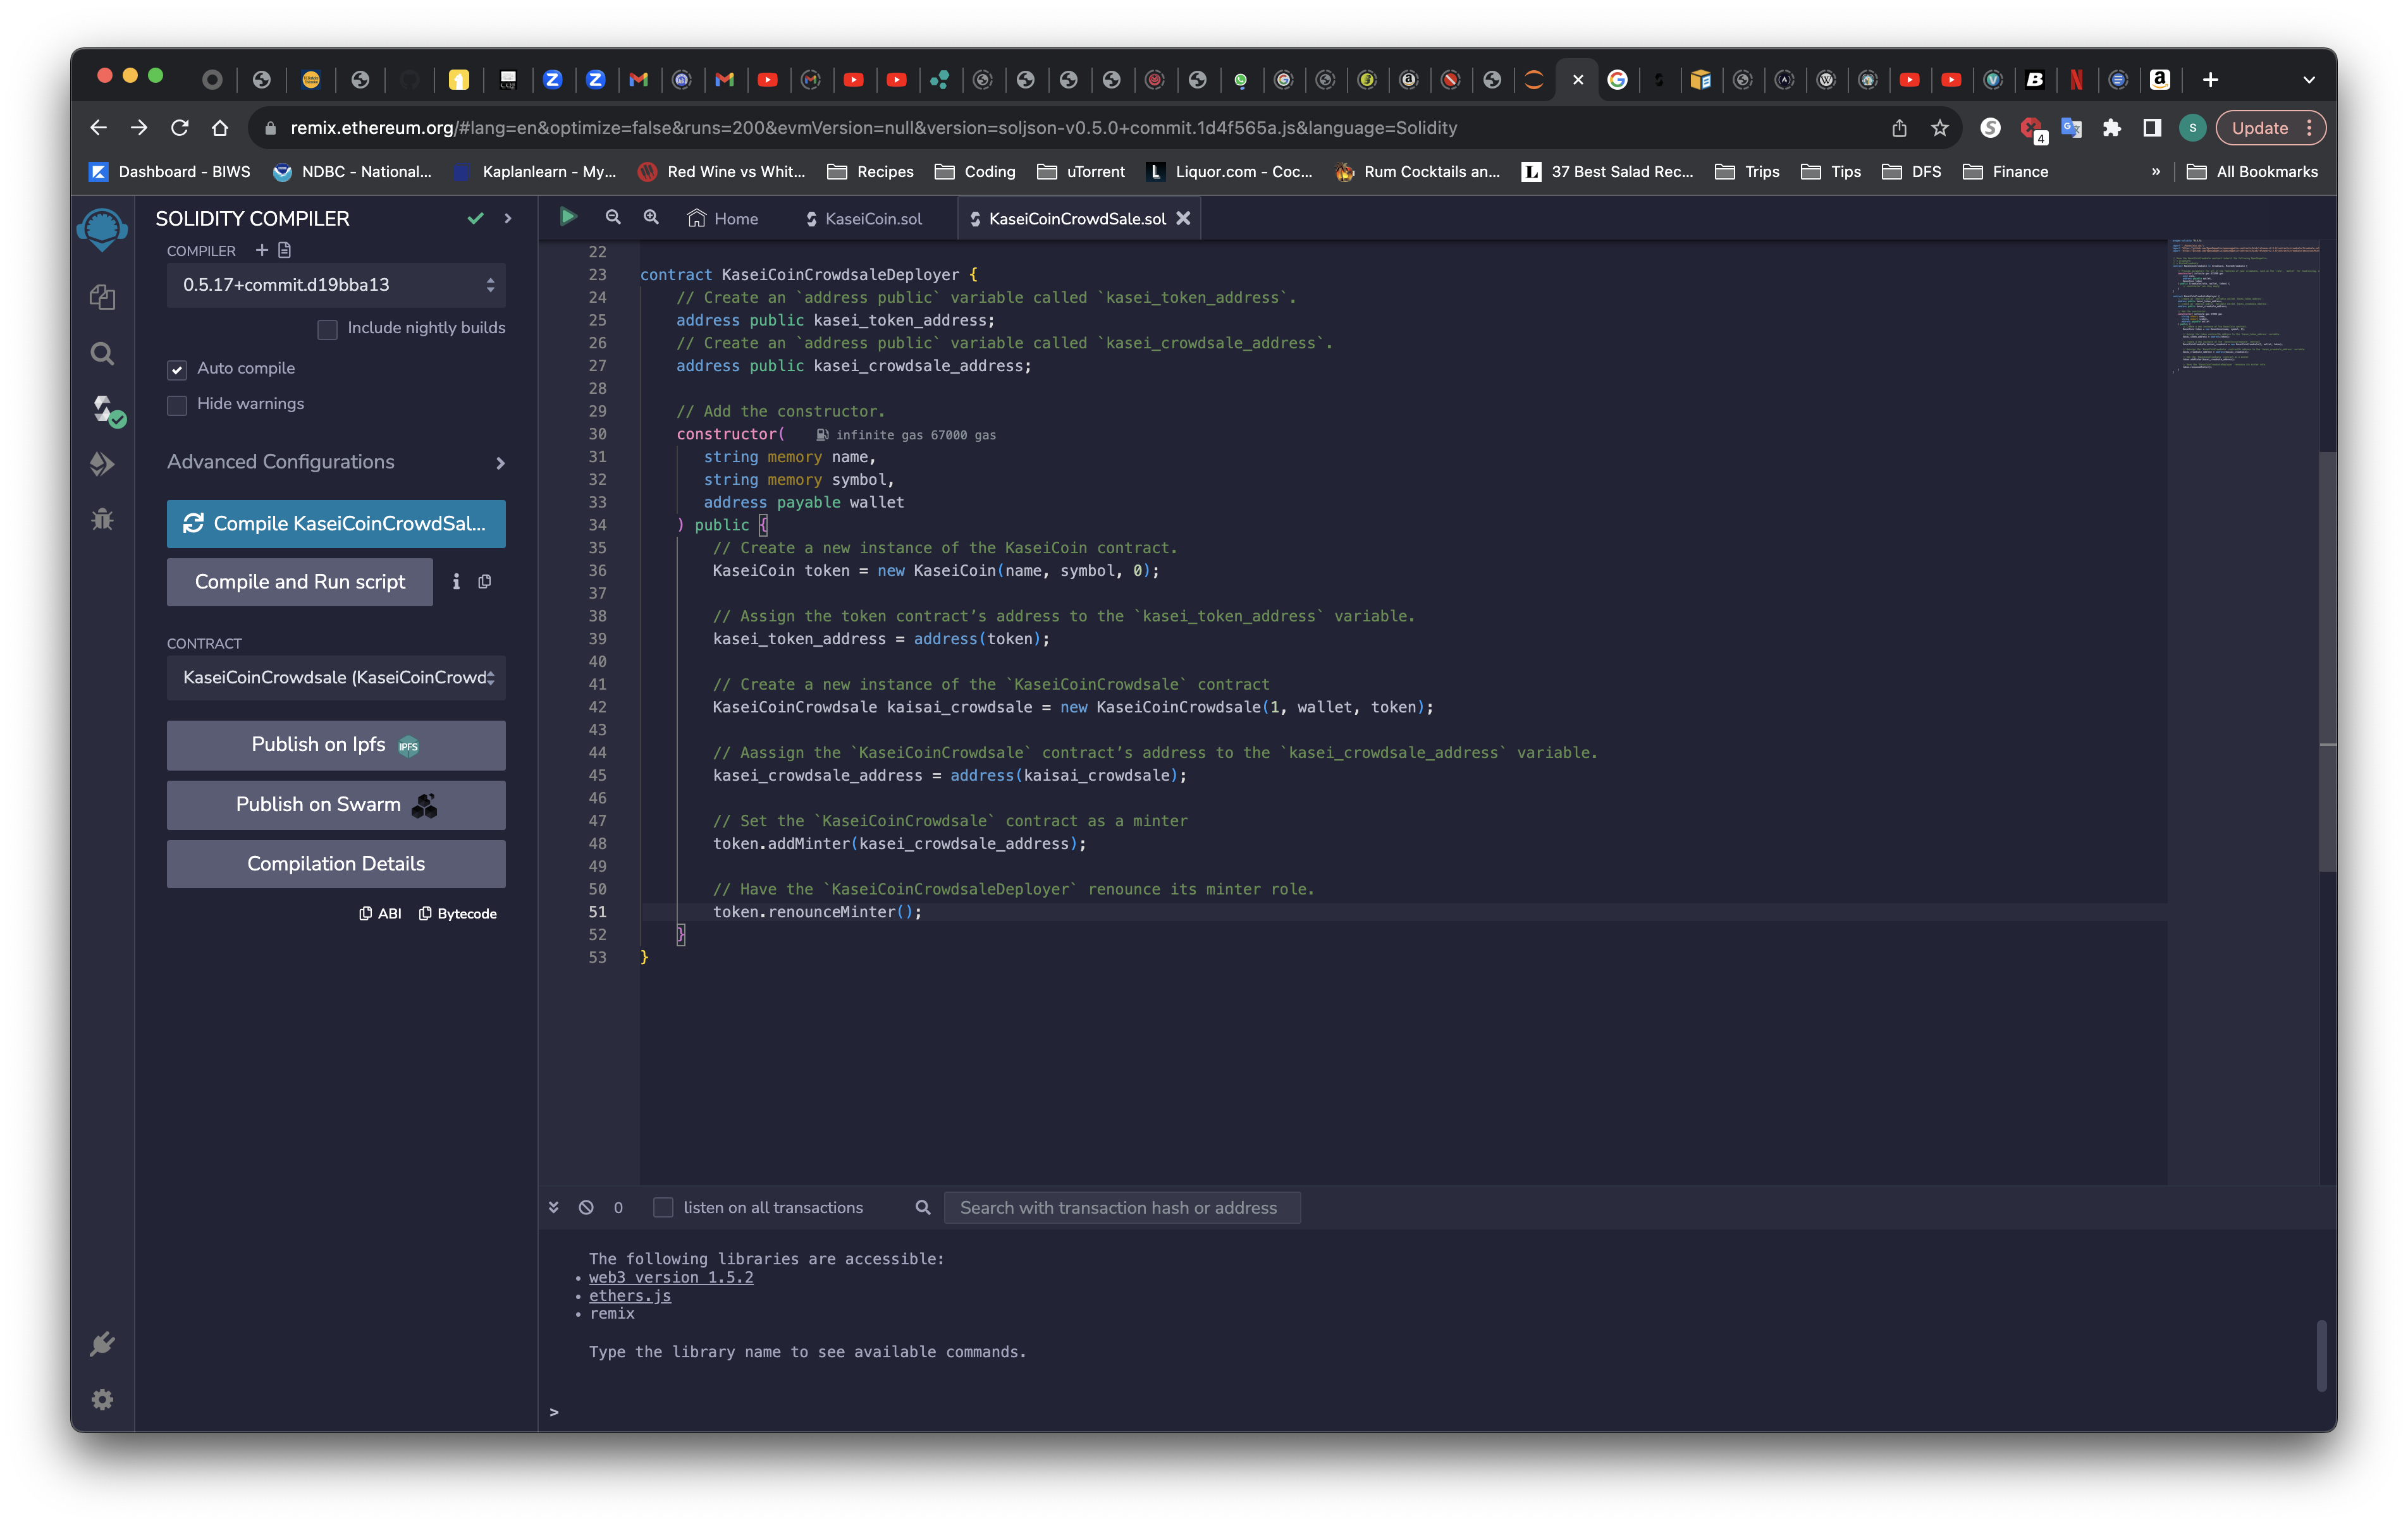 remix.ethereum.org/#lang=en&optimize=false&runs=200&evmVersion=null&version=soljson-v0.5.0+commit.1d4f565a.js&language=Solidity
4
S
Update
Dashboard - BIWS
NDBC - National...
Kaplanlearn - My...
Red Wine vs Whit...
Recipes
Coding
uTorrent
Liquor.com - Coc...
Rum Cocktails an...
37 Best Salad Rec...
Trips
Tips
DFS
Finance
»
All Bookmarks
SOLIDITY COMPILER
COMPILER
0.5.17+commit.d19bba13
Include nightly builds
Auto compile
Hide warnings
Advanced Configurations
Compile KaseiCoinCrowdSal...
Compile and Run script
CONTRACT
KaseiCoinCrowdsale (KaseiCoinCrowd
Publish on Ipfs IPFS
Publish on Swarm
Compilation Details
ABI Bytecode
Home KaseiCoin.sol KaseiCoinCrowdSale.sol
22
23 contract KaseiCoinCrowdsaleDeployer {
24 // Create an `address public` variable called `kasei_token_address`.
25 address public kasei_token_address;
26 // Create an `address public` variable called `kasei_crowdsale_address`.
27 address public kasei_crowdsale_address;
28
29 // Add the constructor.
30 constructor( infinite gas 67000 gas
31 string memory name,
32 string memory symbol,
33 address payable wallet
34 ) public {
35 // Create a new instance of the KaseiCoin contract.
36 KaseiCoin token = new KaseiCoin(name, symbol, 0);
37
38 // Assign the token contract’s address to the `kasei_token_address` variable.
39 kasei_token_address = address(token);
40
41 // Create a new instance of the `KaseiCoinCrowdsale` contract
42 KaseiCoinCrowdsale kaisai_crowdsale = new KaseiCoinCrowdsale(1, wallet, token);
43
44 // Aassign the `KaseiCoinCrowdsale` contract’s address to the `kasei_crowdsale_address` variable.
45 kasei_crowdsale_address = address(kaisai_crowdsale);
46
47 // Set the `KaseiCoinCrowdsale` contract as a minter
48 token.addMinter(kasei_crowdsale_address);
49
50 // Have the `KaseiCoinCrowdsaleDeployer` renounce its minter role.
51 token.renounceMinter();
52 }
53 }
0 listen on all transactions Search with transaction hash or address
The following libraries are accessible:
• web3 version 1.5.2
• ethers.js
• remix
Type the library name to see available commands.
>